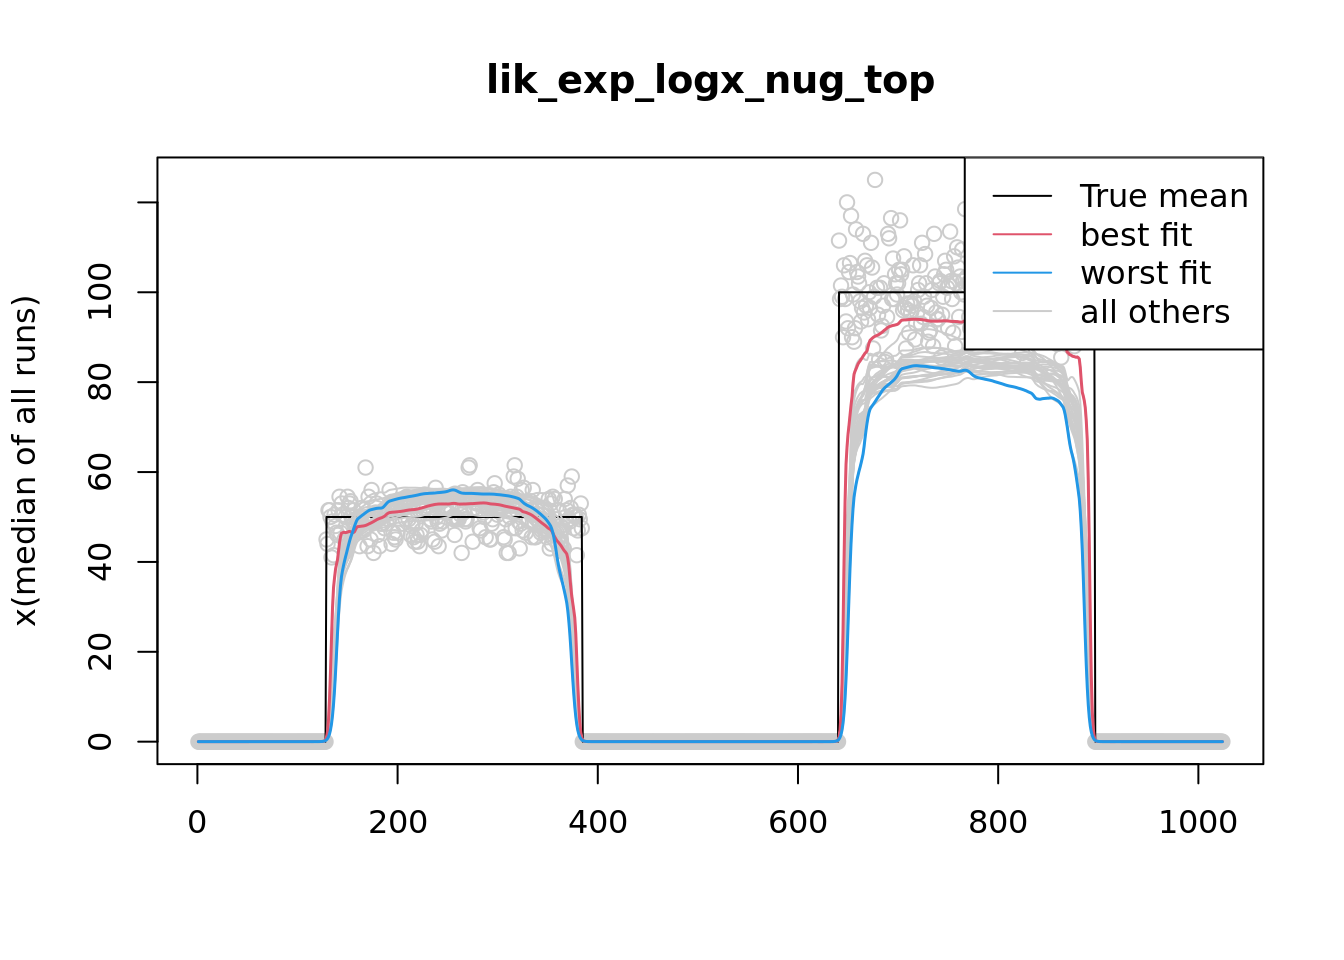 lik_exp_logx_nug_top
True mean
best fit
worst fit
all others
x(median of all runs)
100
80
60
40
20
0
0 200 400 600 800 1000